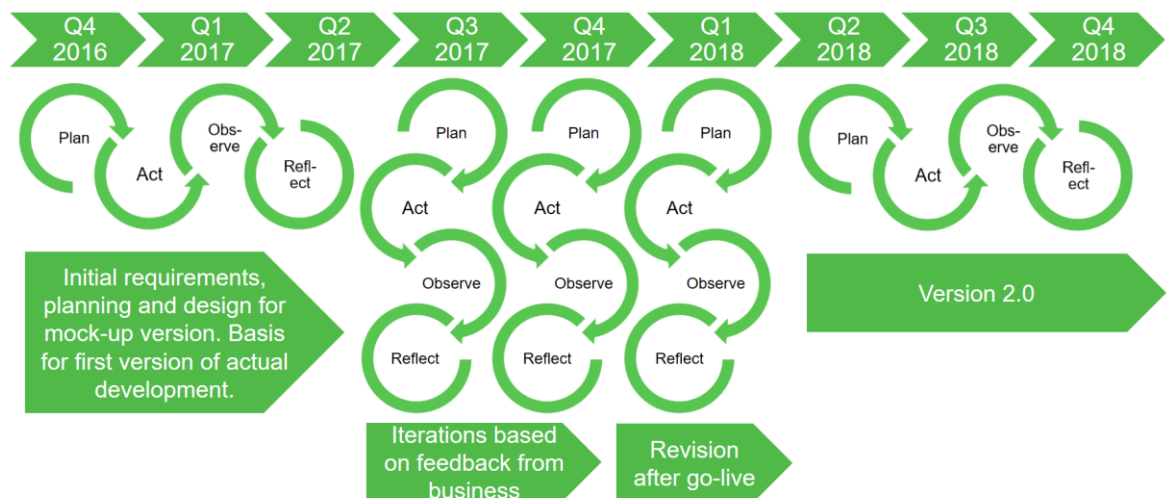 Q4
2016
Q1
2017
Q2
2017
Q3
2017
Q4
2017
Q1
2018
Q2
2018
Q3
2018
Q4
2018
Plan
Act
Obs-
erve
Refl-
ect
Plan
Act
Observe
Reflect
Plan
Act
Observe
Reflect
Plan
Act
Observe
Reflect
Plan
Act
Obs-
erve
Refl-
ect
Initial requirements,
planning and design for
mock-up version. Basis
for first version of actual
development.
Iterations based
on feedback from
business
Revision
after go-live
Version 2.0